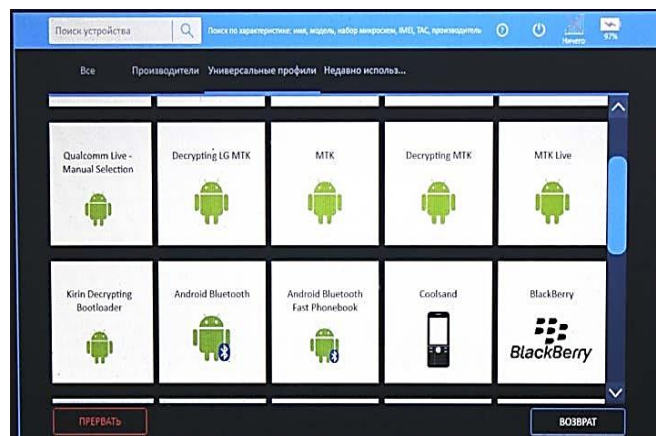 Поиск устройства
Поиск по характеристике: имя, модель, набор микросхем, IMEI, TAC, производитель
Ничего
97%
Все Производители Универсальные профили Недавно использ...
Qualcomm Live -
Manual Selection
Decrypting LG MTK
MTK
Decrypting MTK
MTK Live
Kirin Decrypting
Bootloader
Android Bluetooth
Android Bluetooth
Fast Phonebook
Coolsand
BlackBerry
BlackBerry
ПРЕРВАТЬ
ВОЗВРАТ